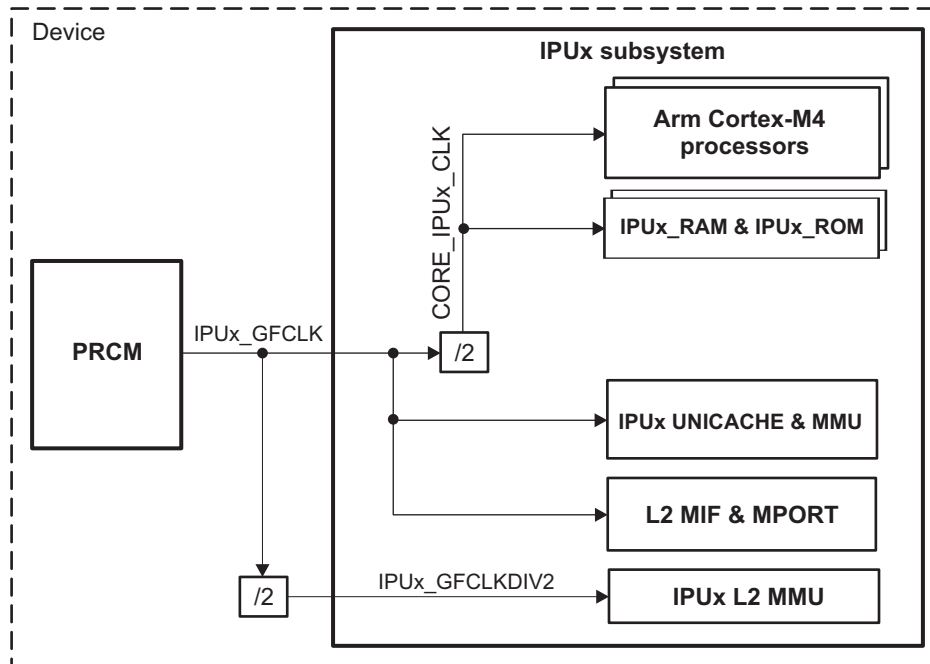 Device
IPUx subsystem
Arm Cortex-M4
processors
CORE_IPUx_CLK
IPUx_RAM & IPUx_ROM
IPUx_GFCLK
PRCM
/2
IPUx UNICACHE & MMU
L2 MIF & MPORT
IPUx_GFCLKDIV2
/2
IPUx L2 MMU